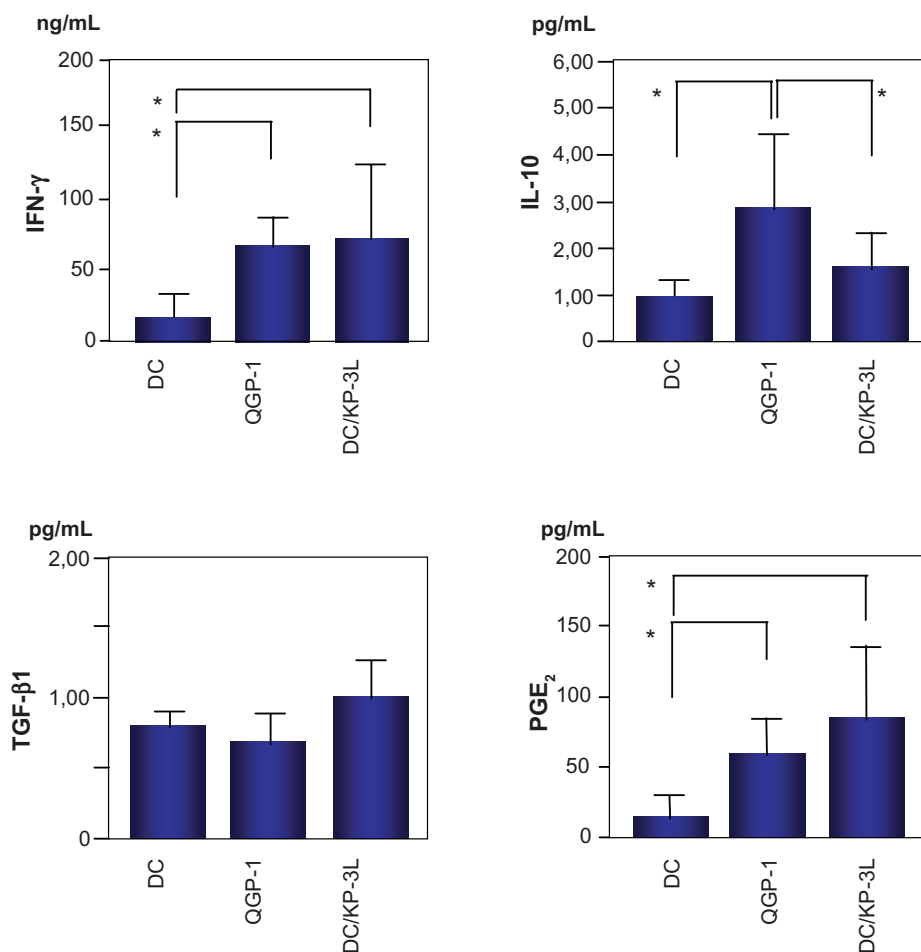 ng/mL
200
150
100
50
0
IFN-γ
*
*
DC
QGP-1
DC/KP-3L
pg/mL
6,00
5,00
4,00
3,00
2,00
1,00
0
IL-10
*
*
DC
QGP-1
DC/KP-3L
pg/mL
2,00
1,00
0
TGF-β1
DC
QGP-1
DC/KP-3L
pg/mL
200
150
100
50
0
PGE₂
*
*
DC
QGP-1
DC/KP-3L